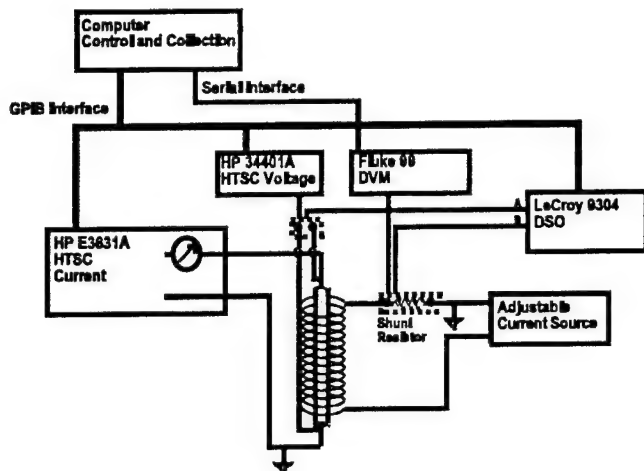 Computer
Control and Collection
Serial Interface
GPIB Interface
HP 34401A
HTSC Voltage
Fluke 99
DVM
A
B
LeCroy 9304
DSO
HP E3631A
HTSC
Current
Shunt
Resistor
Adjustable
Current Source